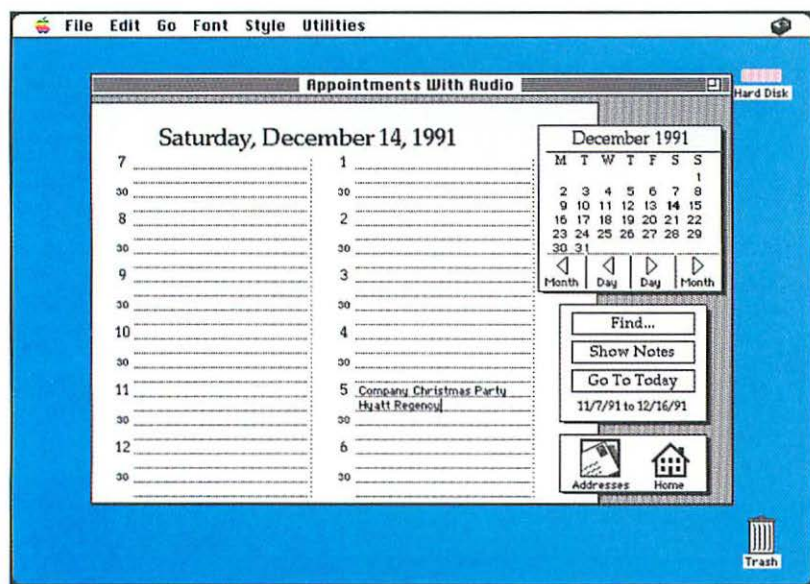 File Edit Go Font Style Utilities
Appointments With Audio
Hard Disk
Saturday, December 14, 1991
7
30
8
30
9
30
10
30
11
30
12
30
1
30
2
30
3
30
4
30
5 Company Christmas Party
Hyatt Regency
30
6
30
December 1991
M T W T F S S
1
2 3 4 5 6 7 8
9 10 11 12 13 14 15
16 17 18 19 20 21 22
23 24 25 26 27 28 29
30 31
Month Day Day Month
Find...
Show Notes
Go To Today
11/7/91 to 12/16/91
Addresses Home
Trash